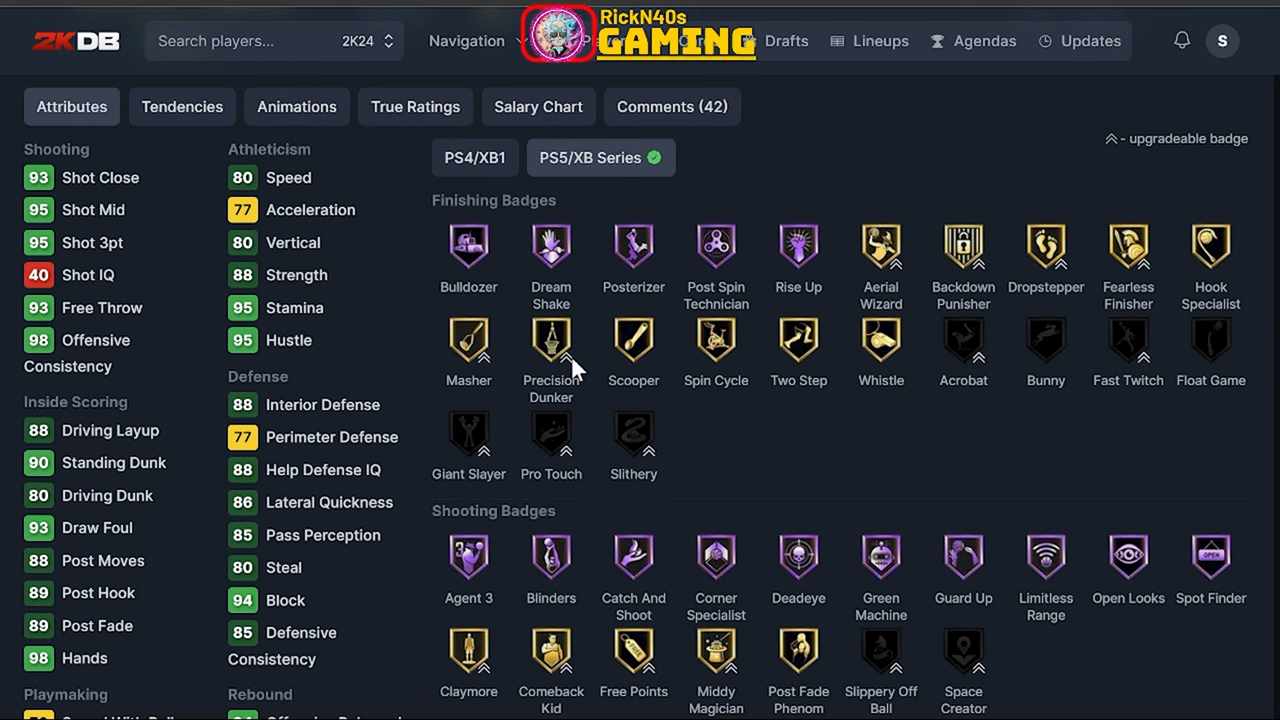 2KDB
Search players...
2K24
Navigation
RickN40s
GAMING
Drafts
Lineups
Agendas
Updates
S
Attributes
Tendencies
Animations
True Ratings
Salary Chart
Comments (42)
- upgradeable badge
PS4/XB1
PS5/XB Series
Shooting
93 Shot Close
95 Shot Mid
95 Shot 3pt
40 Shot IQ
93 Free Throw
98 Offensive
Consistency
Inside Scoring
88 Driving Layup
90 Standing Dunk
80 Driving Dunk
93 Draw Foul
88 Post Moves
89 Post Hook
89 Post Fade
98 Hands
Playmaking
Athleticism
80 Speed
77 Acceleration
80 Vertical
88 Strength
95 Stamina
95 Hustle
Defense
88 Interior Defense
77 Perimeter Defense
88 Help Defense IQ
86 Lateral Quickness
85 Pass Perception
80 Steal
94 Block
85 Defensive
Consistency
Rebound
Finishing Badges
Bulldozer
Dream
Shake
Posterizer
Post Spin
Technician
Rise Up
Aerial
Wizard
Backdown
Punisher
Dropstepper
Fearless
Finisher
Hook
Specialist
Masher
Precision
Dunker
Scooper
Spin Cycle
Two Step
Whistle
Acrobat
Bunny
Fast Twitch
Float Game
Giant Slayer
Pro Touch
Slithery
Shooting Badges
Agent 3
Blinders
Catch And
Shoot
Corner
Specialist
Deadeye
Green
Machine
Guard Up
Limitless
Range
Open Looks
OPEN
Spot Finder
Claymore
Comeback
Kid
FREE
Free Points
Middy
Magician
Post Fade
Phenom
Slippery Off
Ball
Space
Creator